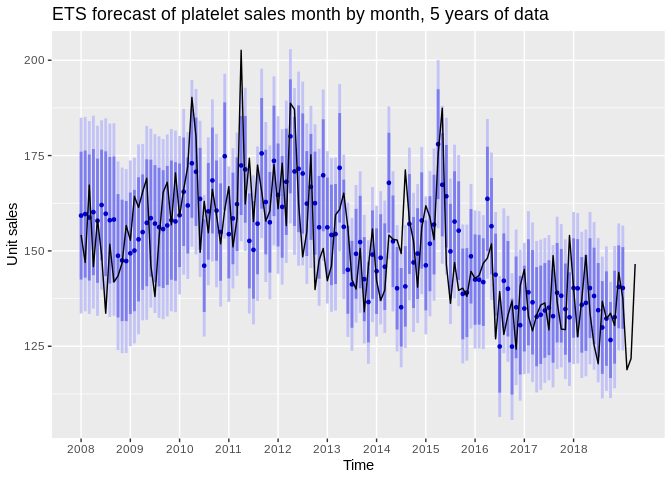 ETS forecast of platelet sales month by month, 5 years of data
Unit sales
200
175
150
125
2008 2009 2010 2011 2012 2013 2014 2015 2016 2017 2018
Time